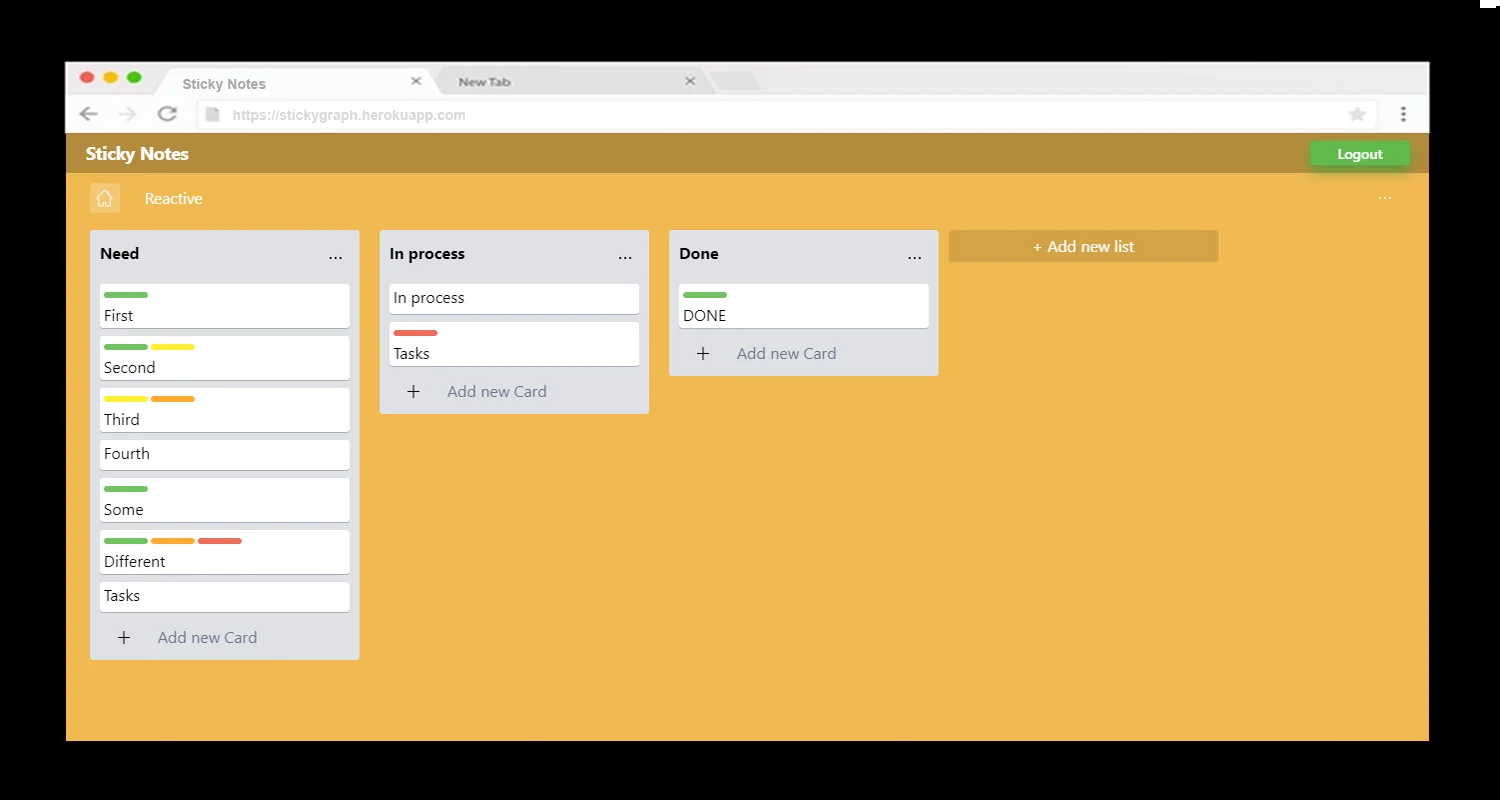 Sticky Notes
New Tab
https://stickygraph.herokuapp.com
Sticky Notes
Logout
Reactive
...
Need
...
First
Second
Third
Fourth
Some
Different
Tasks
+ Add new Card
In process
...
In process
Tasks
+ Add new Card
Done
...
DONE
+ Add new Card
+ Add new list